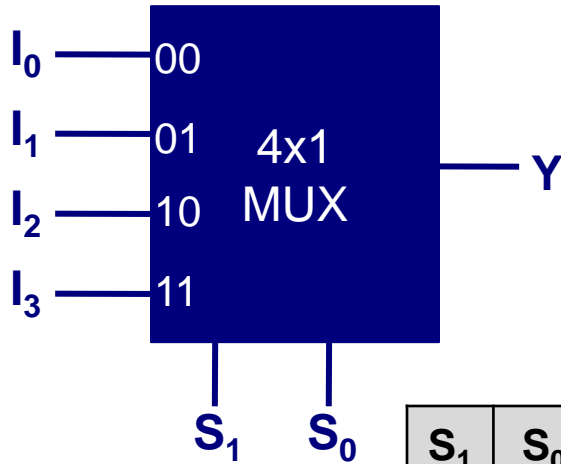 I₀ 00
I₁ 01
4x1
MUX
Y
I₂ 10
I₃ 11
S₁ S₀
S₁ S₀